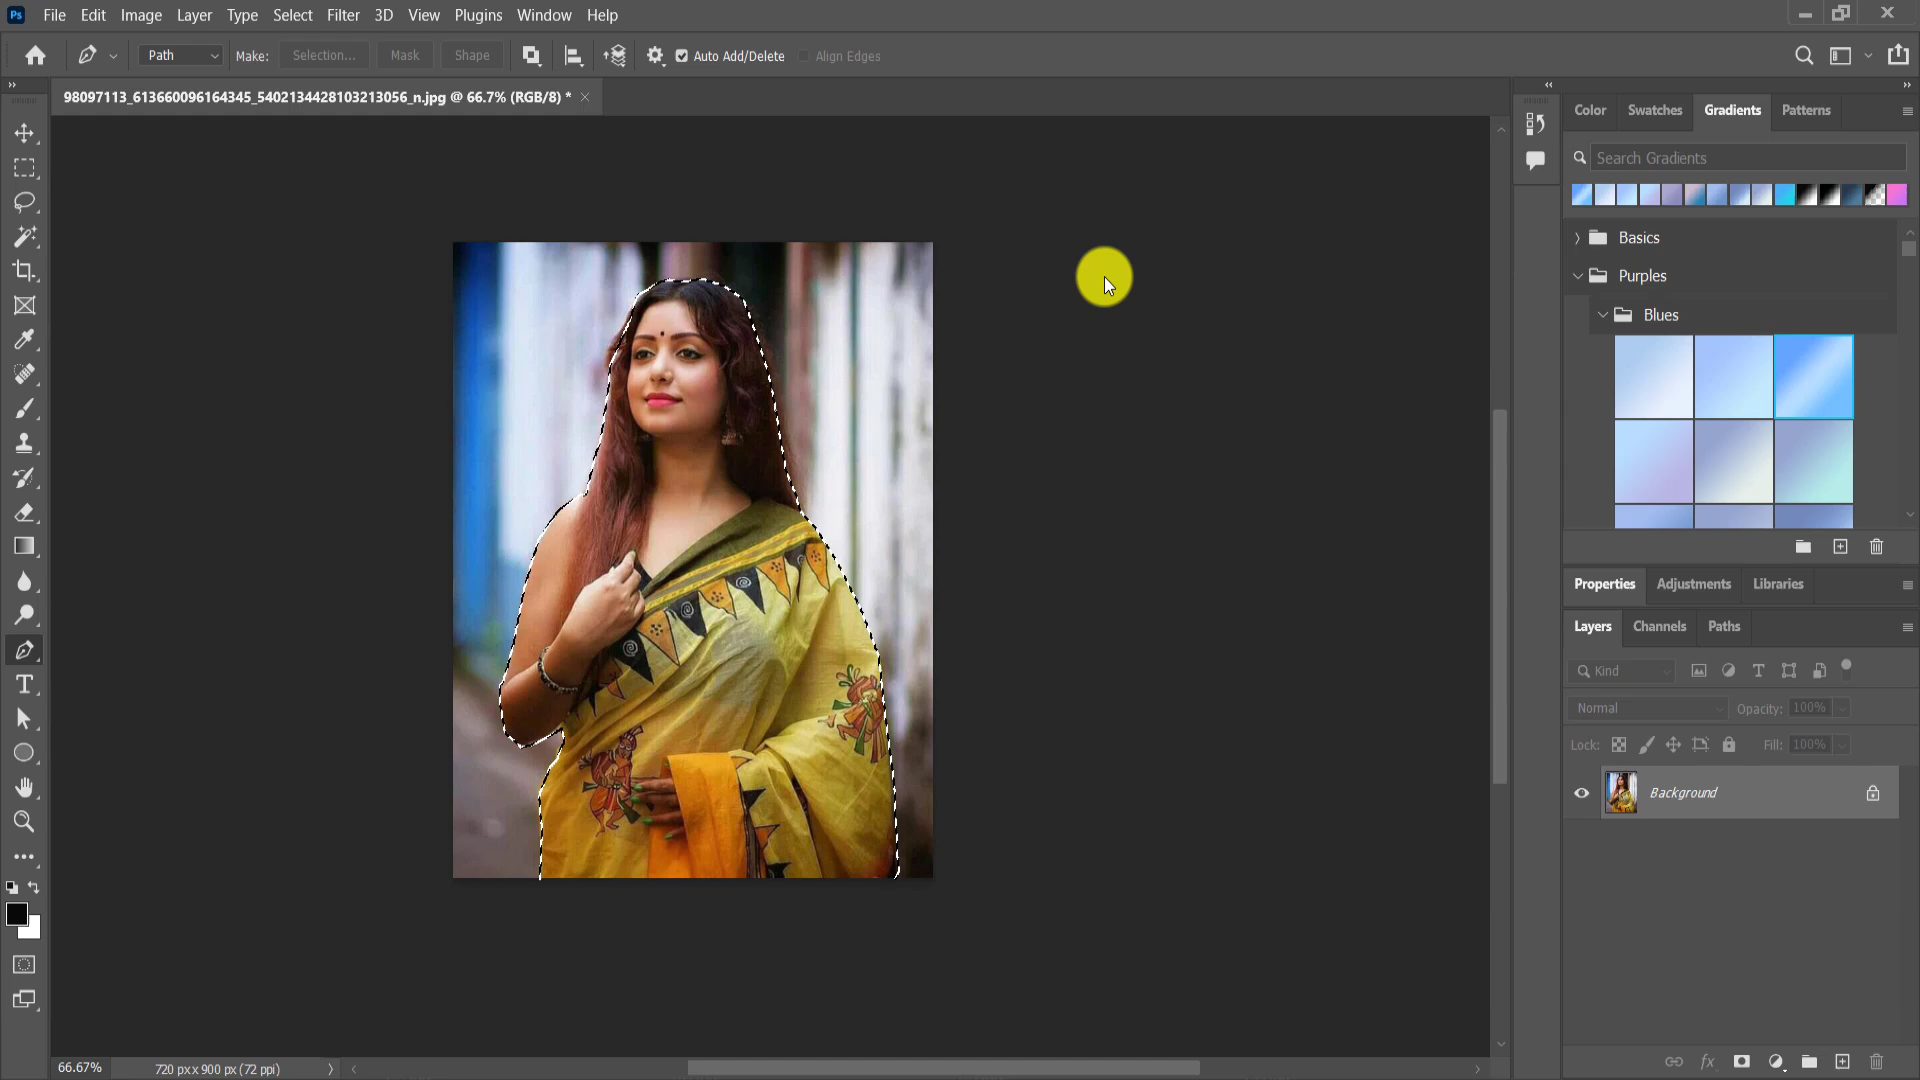 Ps File Edit Image Layer Type Select Filter 3D View Plugins Window Help
Path Make: Selection... Mask Shape Auto Add/Delete Align Edges
98097113_613660096164345_5402134428103213056_n.jpg @ 66.7% (RGB/8) *
Color Swatches Gradients Patterns
Search Gradients
Basics
Purples
Blues
Properties Adjustments Libraries
Layers Channels Paths
Kind
Normal Opacity: 100%
Lock: Fill: 100%
Background
66.67% 720 px x 900 px (72 ppi)